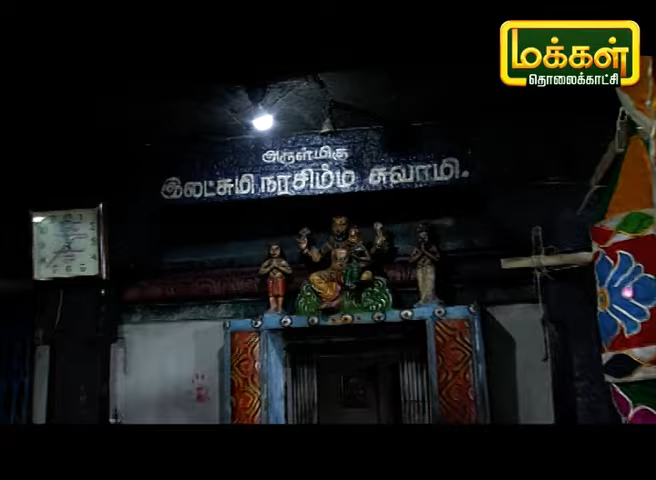 மக்கள்
தொலைக்காட்சி
அருள்மிகு
இலட்சுமி நரசிம்ம சுவாமி.